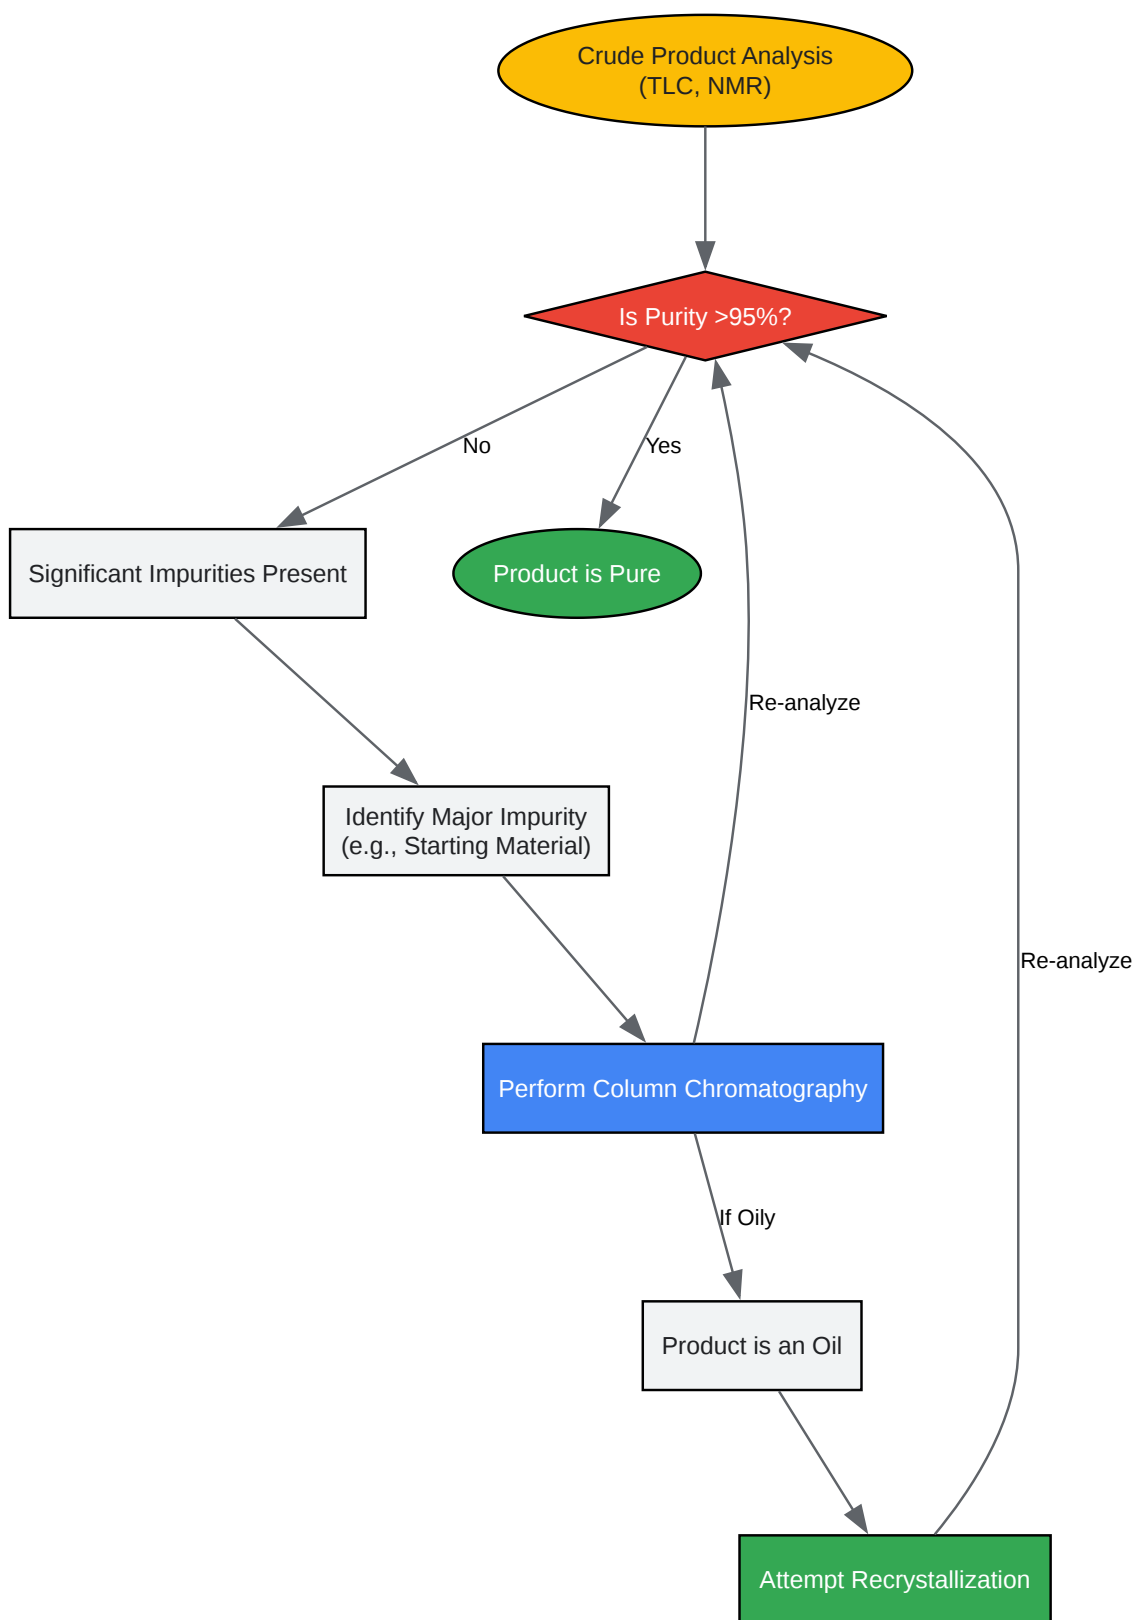 Crude Product Analysis
(TLC, NMR)
Is Purity >95%?
No
Yes
Significant Impurities Present
Product is Pure
Re-analyze
Identify Major Impurity
(e.g., Starting Material)
Re-analyze
Perform Column Chromatography
If Oily
Product is an Oil
Attempt Recrystallization